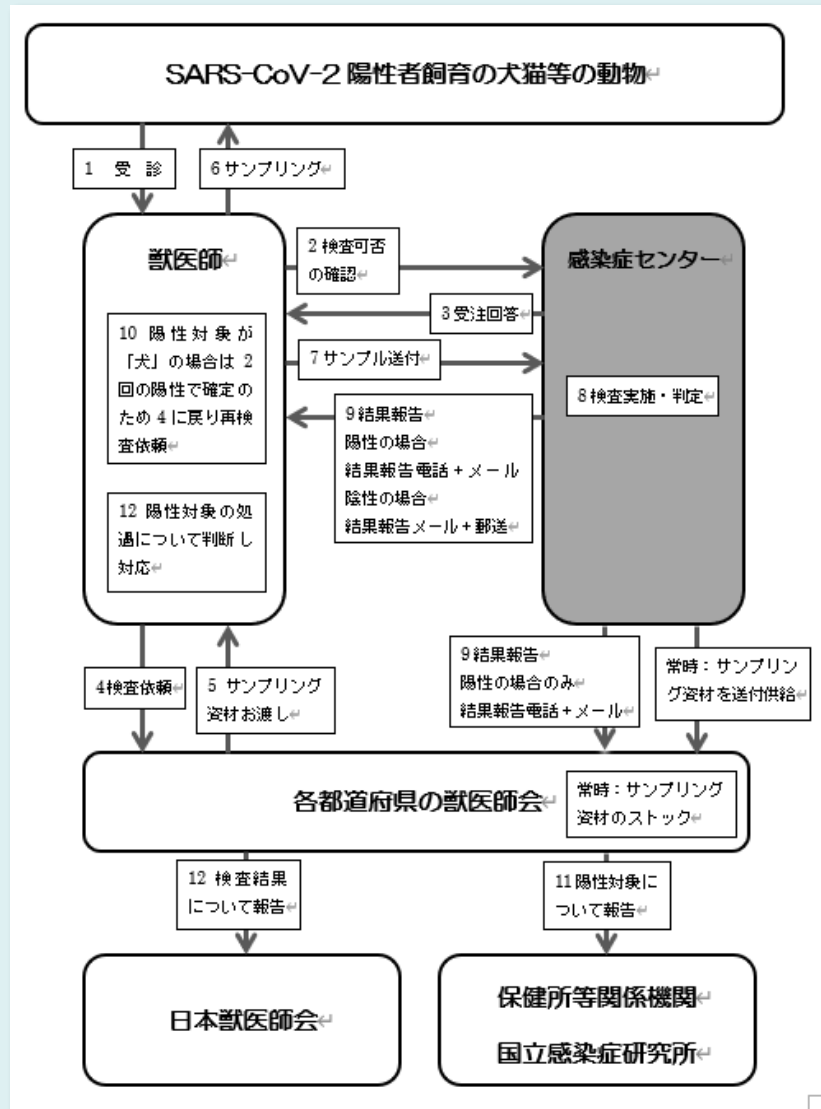 SARS-CoV-2 陽性者飼育の犬猫等の動物
1 受 診
6 サンプリング
獣医師
2 検査可否
の確認
感染症センター
3 受注回答
10 陽性対象が
「犬」の場合は 2
回の陽性で確定の
ため 4 に戻り再検
査依頼
7 サンプル送付
8 検査実施・判定
9 結果報告
陽性の場合
結果報告電話 + メール
陰性の場合
結果報告メール + 郵送
12 陽性対象の処
遇について判断し
対応
4 検査依頼
5 サンプリング
資材お渡し
9 結果報告
陽性の場合のみ
結果報告電話 + メール
常時：サンプリン
グ資材を送付供給
各都道府県の獣医師会
常時：サンプリング
資材のストック
12 検査結果
について報告
11 陽性対象に
ついて報告
日本獣医師会
保健所等関係機関
国立感染症研究所